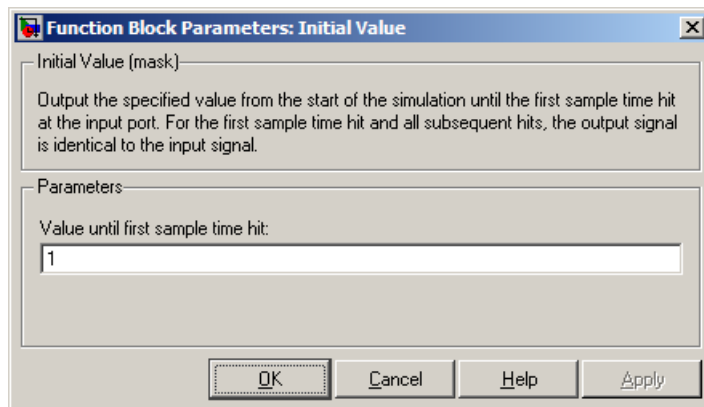 Function Block Parameters: Initial Value
Initial Value (mask)
Output the specified value from the start of the simulation until the first sample time hit
at the input port. For the first sample time hit and all subsequent hits, the output signal
is identical to the input signal.
Parameters
Value until first sample time hit:
1
OK Cancel Help Apply